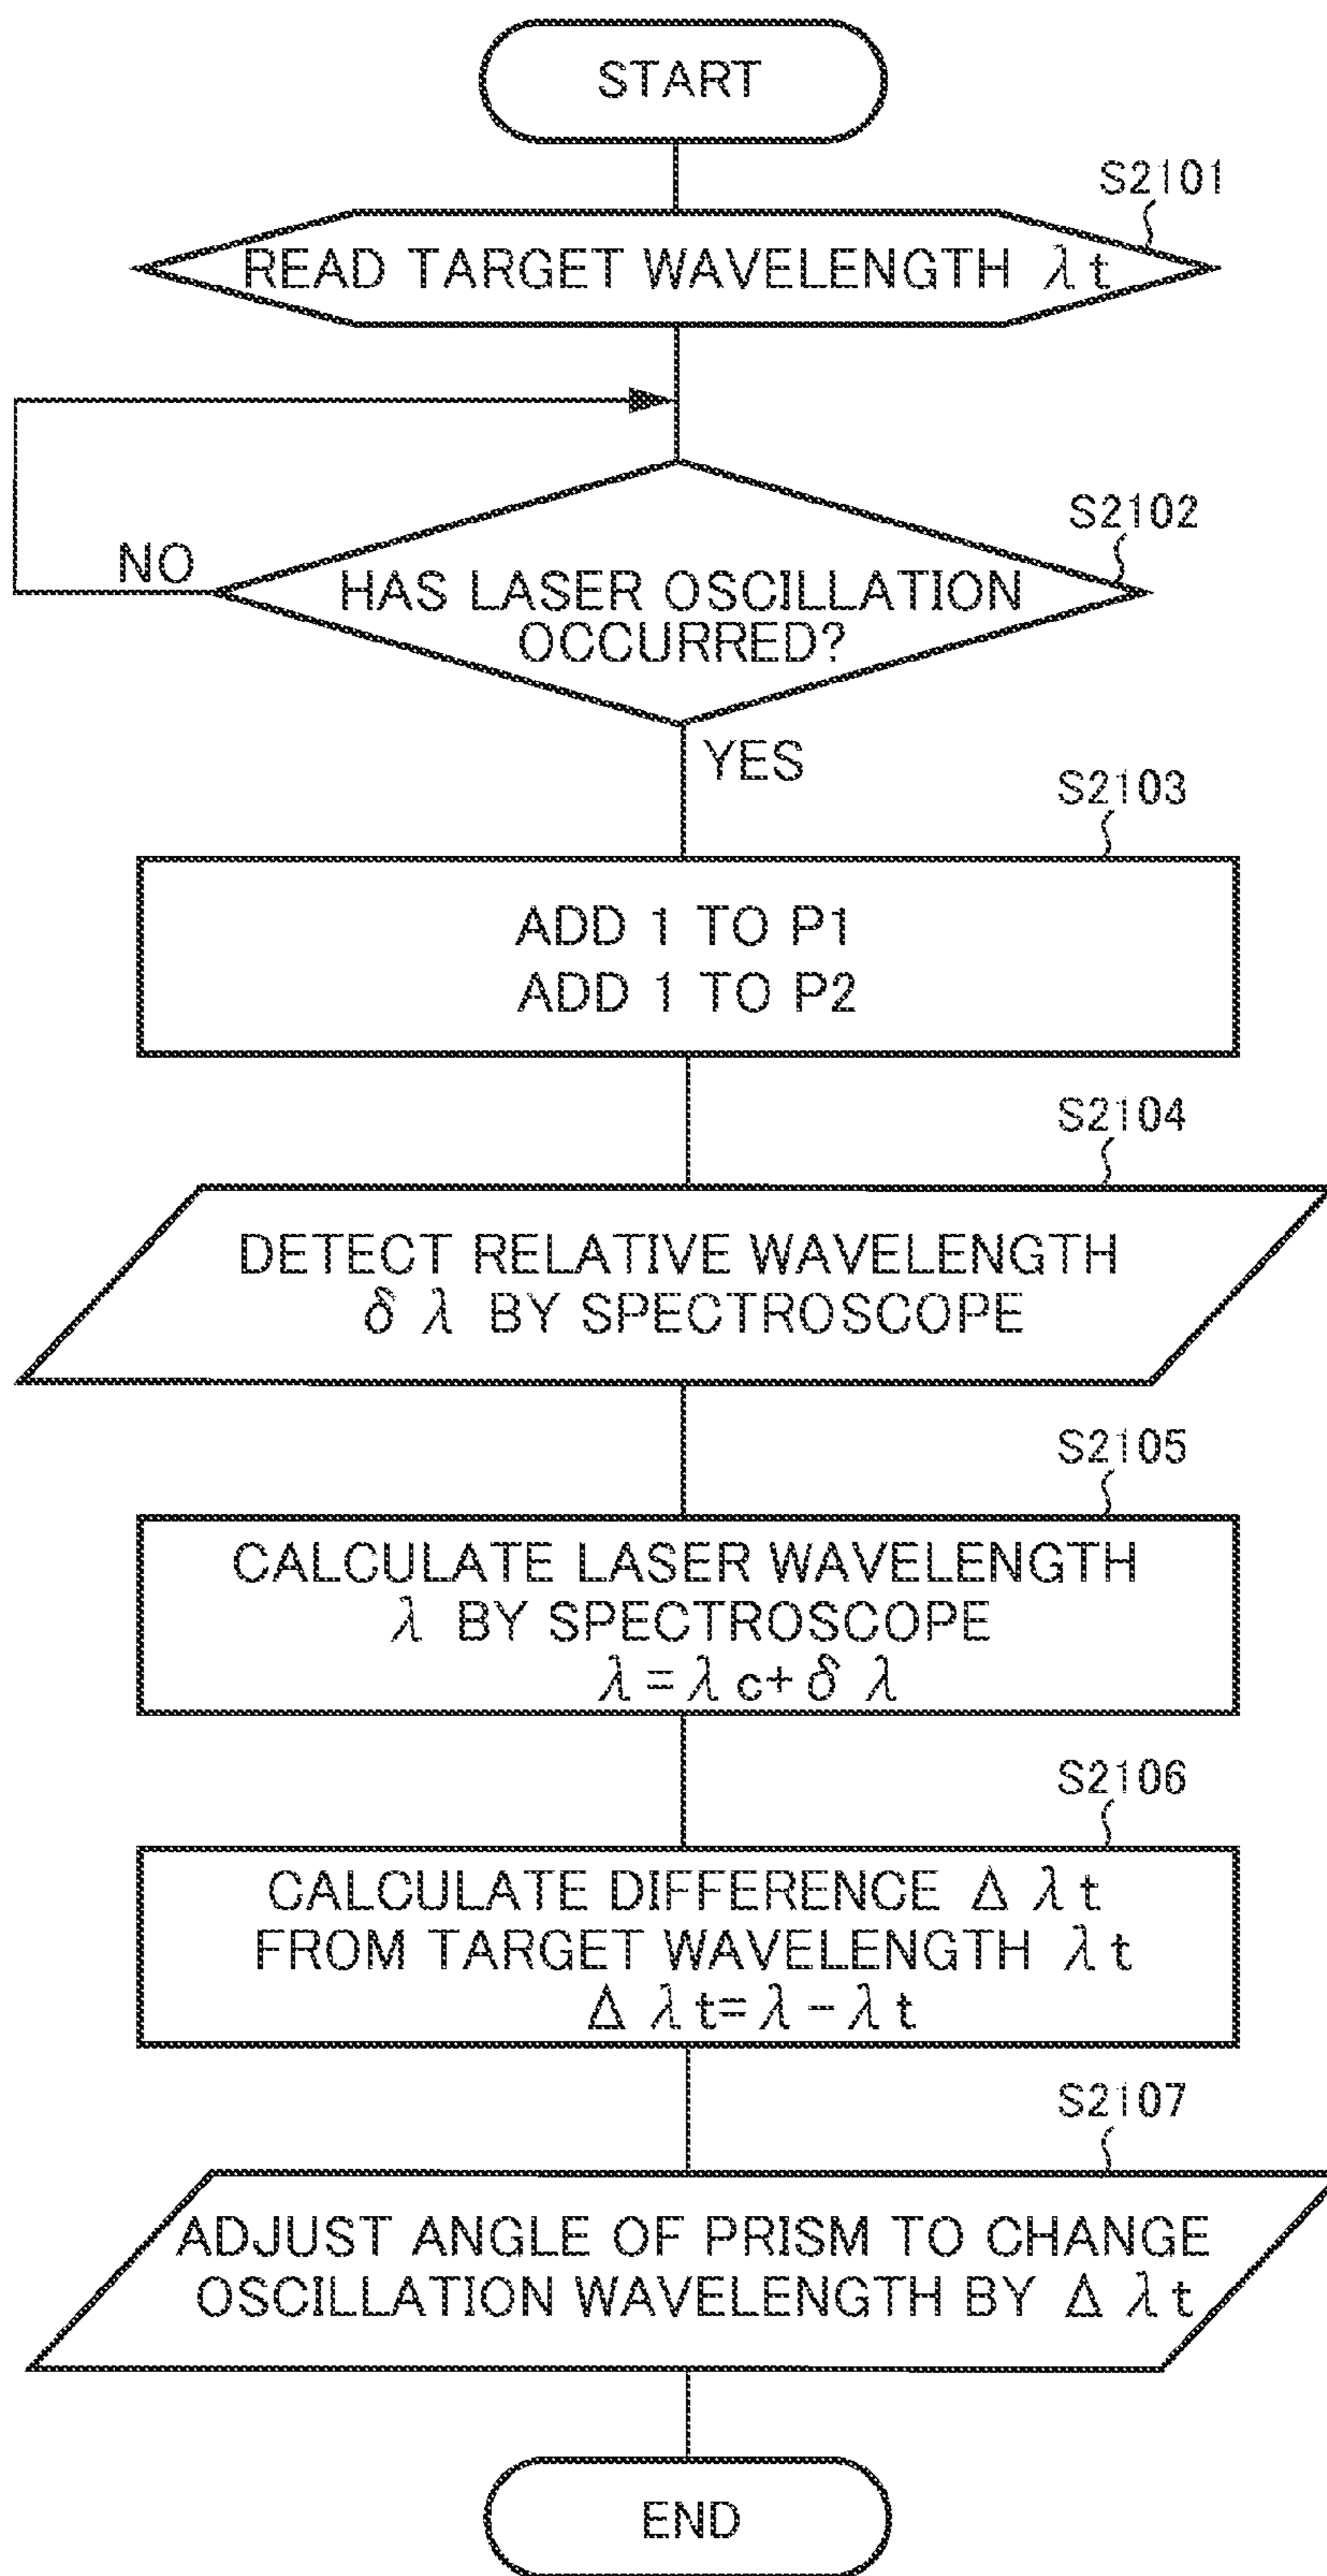 START
S2101
READ TARGET WAVELENGTH λt
S2102
NO
HAS LASER OSCILLATION
OCCURRED?
YES
S2103
ADD 1 TO P1
ADD 1 TO P2
S2104
DETECT RELATIVE WAVELENGTH
δλ BY SPECTROSCOPE
S2105
CALCULATE LASER WAVELENGTH
λ BY SPECTROSCOPE
λ=λc+δλ
S2106
CALCULATE DIFFERENCE Δλt
FROM TARGET WAVELENGTH λt
Δλt=λ-λt
S2107
ADJUST ANGLE OF PRISM TO CHANGE
OSCILLATION WAVELENGTH BY Δλt
END